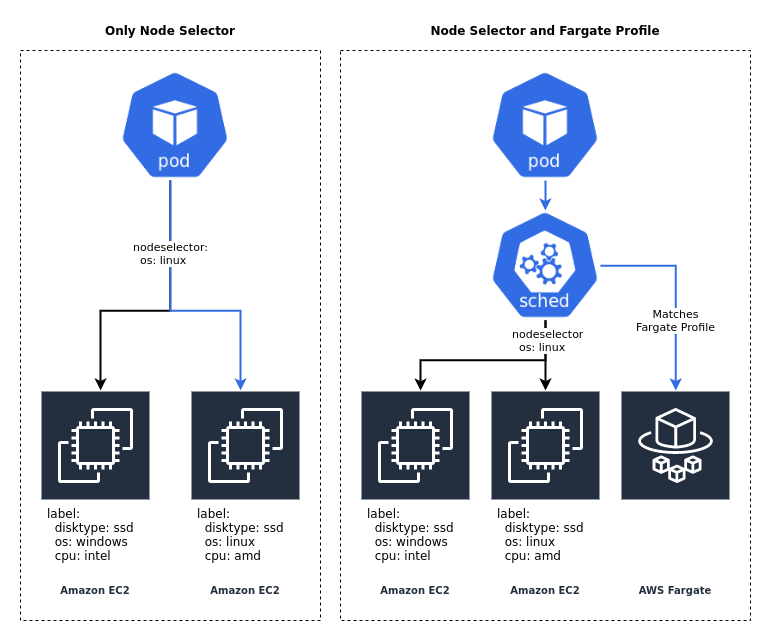 Only Node Selector
pod
nodeselector:
os: linux
label:
disktype: ssd
os: windows
cpu: intel
Amazon EC2
label:
disktype: ssd
os: linux
cpu: amd
Amazon EC2
Node Selector and Fargate Profile
pod
sched
nodeselector
os: linux
Matches
Fargate Profile
label:
disktype: ssd
os: windows
cpu: intel
Amazon EC2
label:
disktype: ssd
os: linux
cpu: amd
Amazon EC2
AWS Fargate